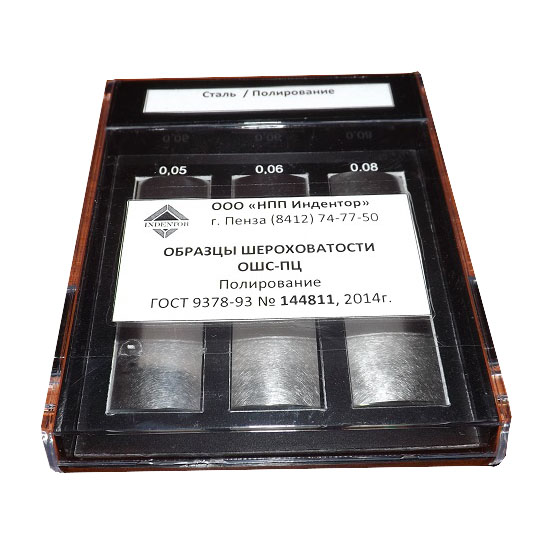 Сталь / Полирование
0,05 0,06 0.08
INDENTOR
ООО «НПП Индентор»
г. Пенза (8412) 74-77-50
ОБРАЗЦЫ ШЕРОХОВАТОСТИ
ОШС-ПЦ
Полирование
ГОСТ 9378-93 № 144811, 2014г.